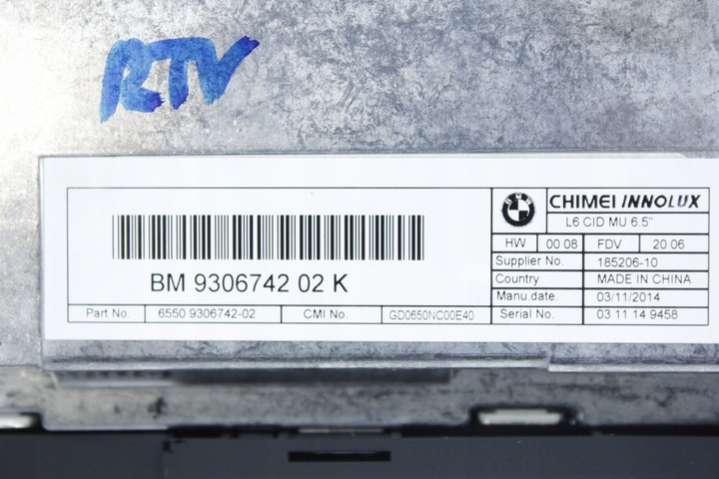 RTV
CHIMEI INNOLUX
L6 CID MU 6.5"
HW 00 08 FDV 20 06
Supplier No. 185206-10
Country MADE IN CHINA
Manu.date. 03/11/2014
Serial No. 03 11 14 9458
BM 9306742 02 K
Part No. 6550 9306742-02 CMI No. GD0650NC00E40